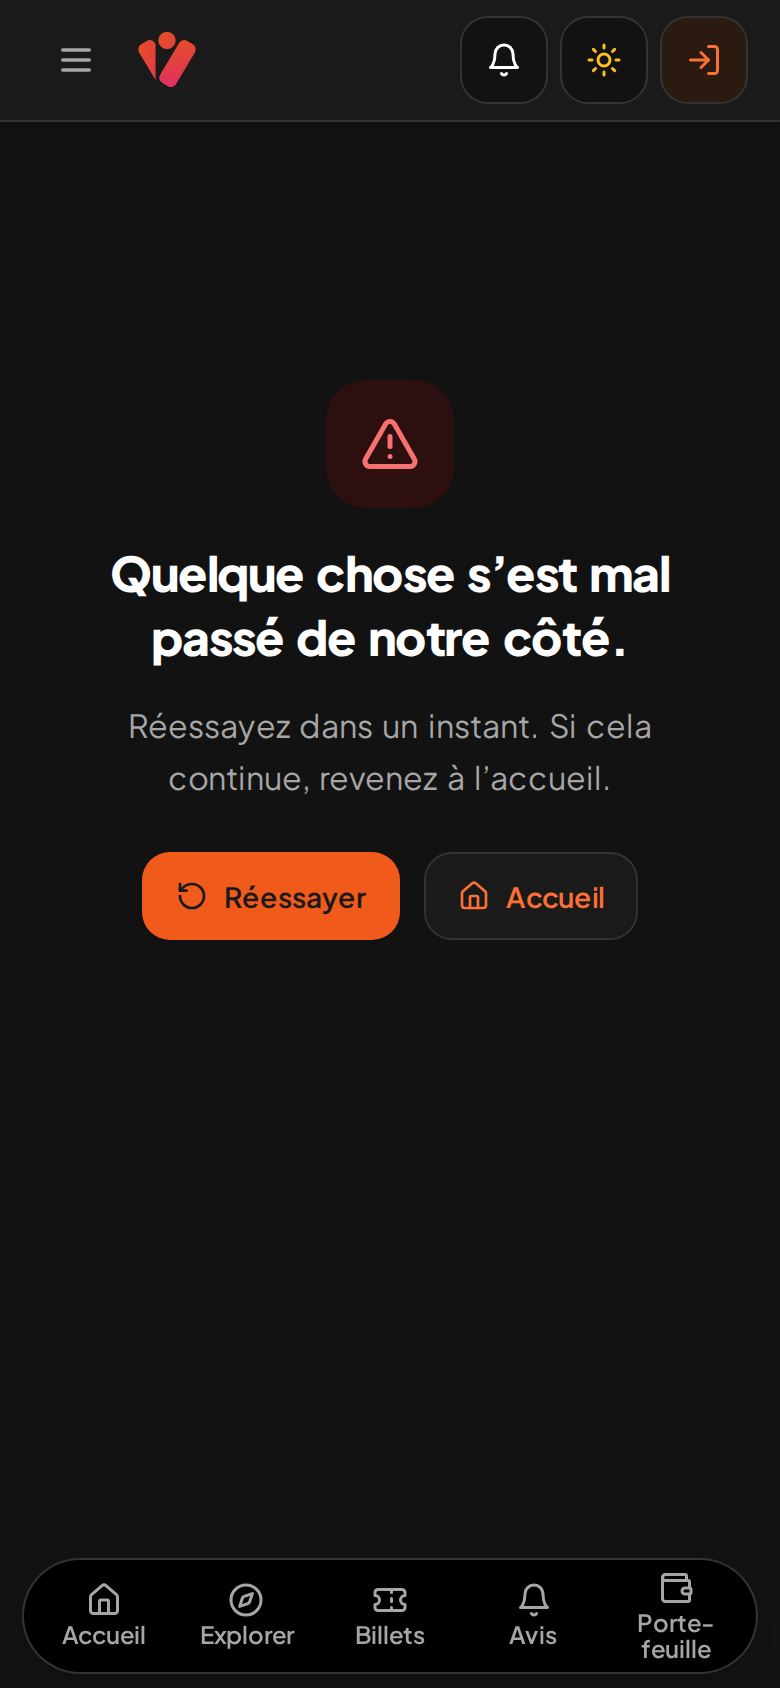 Quelque chose s’est mal
passé de notre côté.
Réessayez dans un instant. Si cela
continue, revenez à l’accueil.
Réessayer
Accueil
Accueil
Explorer
Billets
Avis
Porte-
feuille